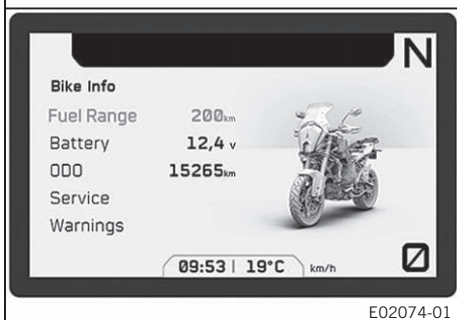 N
Bike Info
Fuel Range 200km
Battery 12,4 v
ODO 15265km
Service
Warnings
0
09:53 | 19°C km/h
E02074-01